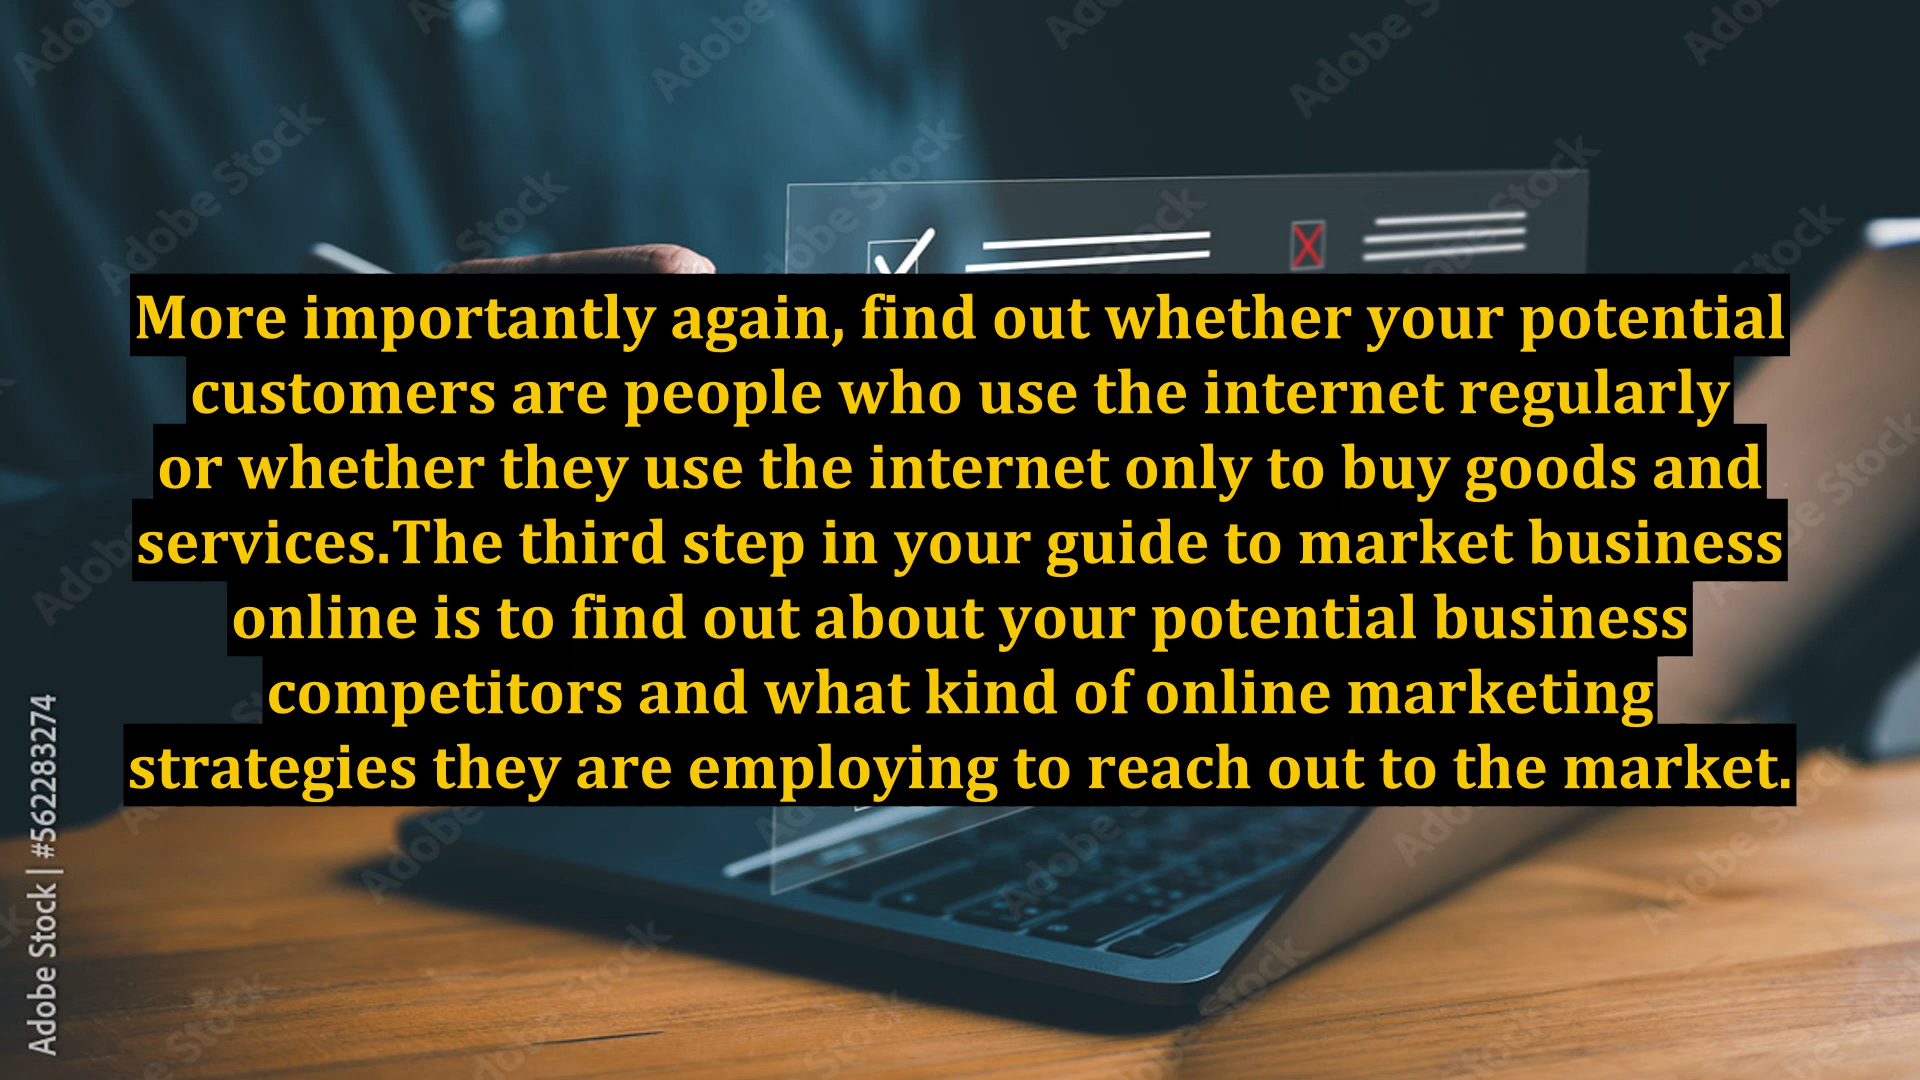 More importantly again, find out whether your potential
customers are people who use the internet regularly
or whether they use the internet only to buy goods and
services.The third step in your guide to market business
online is to find out about your potential business
competitors and what kind of online marketing
strategies they are employing to reach out to the market.
Adobe Stock | #562283274
Adobe Stock